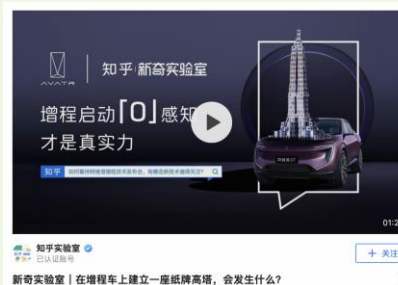 AVATR
知乎 新奇实验室
增程启动「0」感知
才是真实力
知乎
01:2
知乎实验室
已认证账号
+ 关注
新奇实验室｜在增程车上建立一座纸牌高塔，会发生什么？